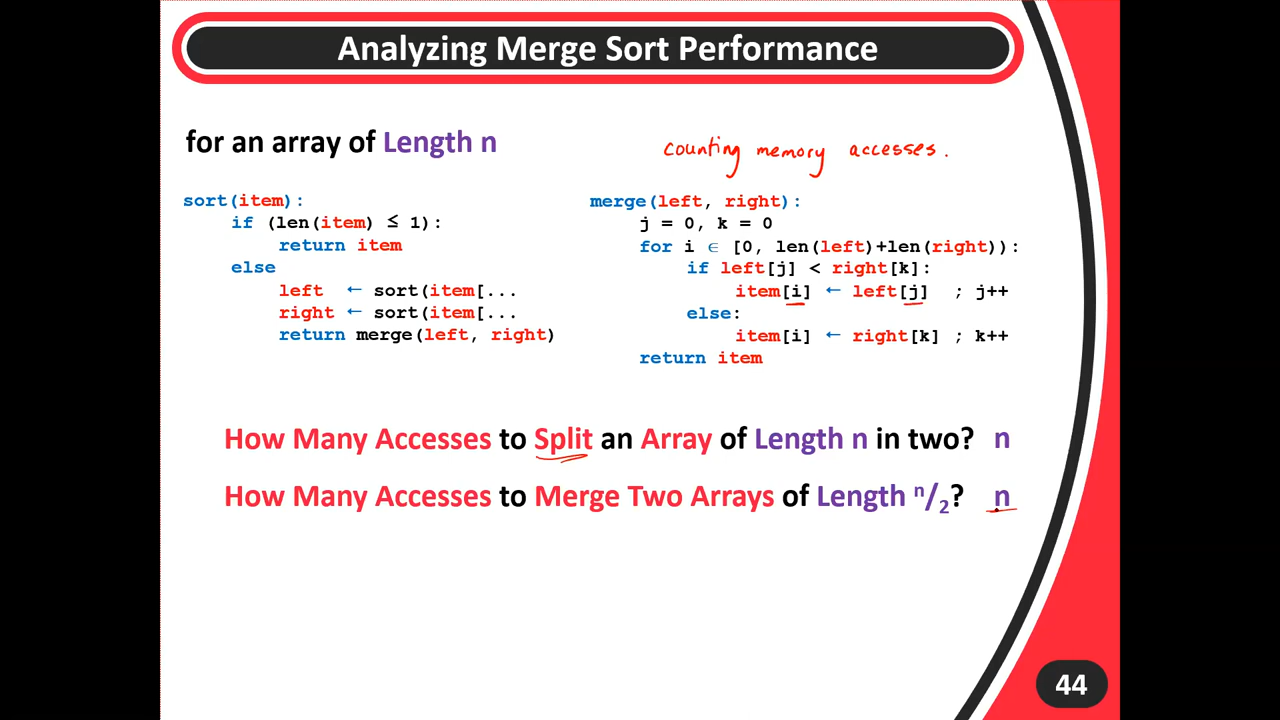 Analyzing Merge Sort Performance
for an array of Length n
counting memory accesses.
sort(item):
if (len(item) ≤ 1):
return item
else
left ← sort(item[...
right ← sort(item[...
return merge(left, right)
merge(left, right):
j = 0, k = 0
for i ∈ [0, len(left)+len(right)):
if left[j] < right[k]:
item[i] ← left[j] ; j++
else:
item[i] ← right[k] ; k++
return item
How Many Accesses to Split an Array of Length n in two? n
How Many Accesses to Merge Two Arrays of Length n/2? n
44